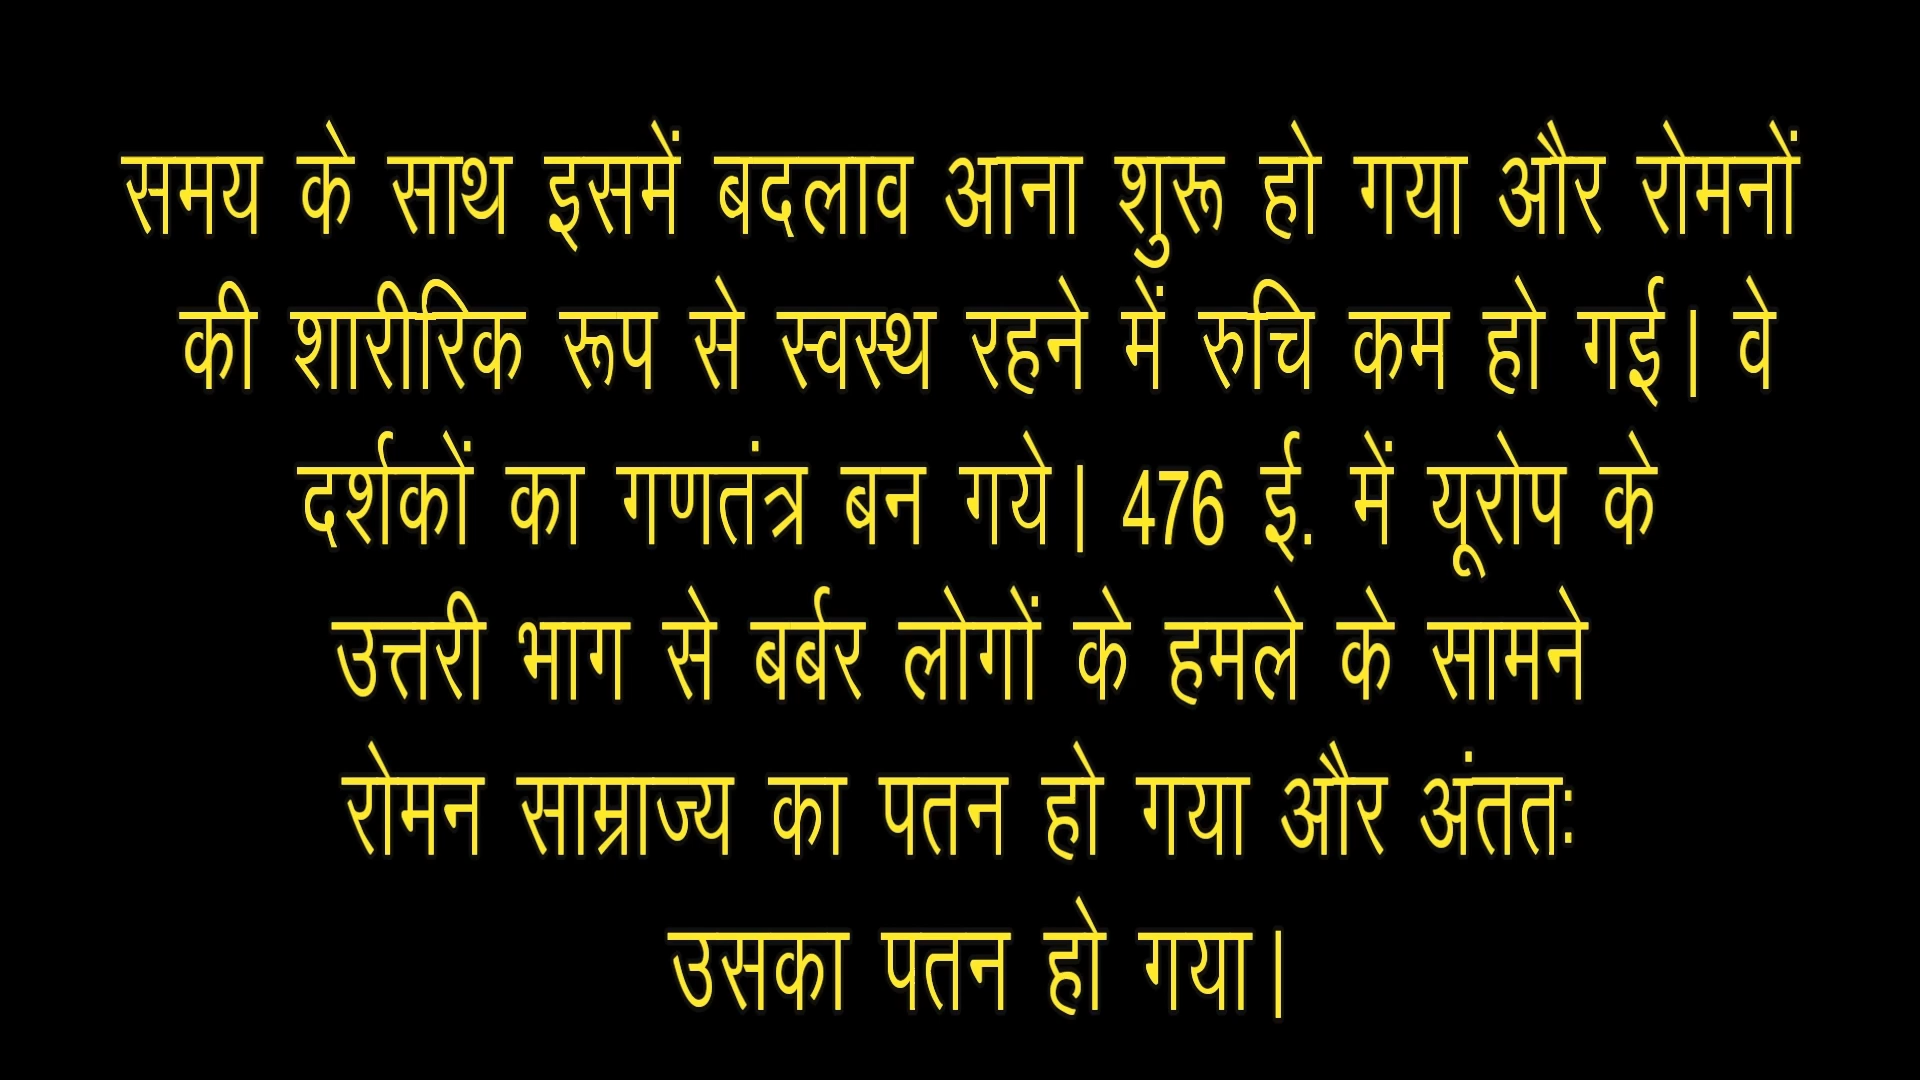 समय के साथ इसमें बदलाव आना शुरू हो गया और रोमनों
की शारीरिक रूप से स्वस्थ रहने में रुचि कम हो गई। वे
दर्शकों का गणतंत्र बन गये। 476 ई. में यूरोप के
उत्तरी भाग से बर्बर लोगों के हमले के सामने
रोमन साम्राज्य का पतन हो गया और अंततः
उसका पतन हो गया।